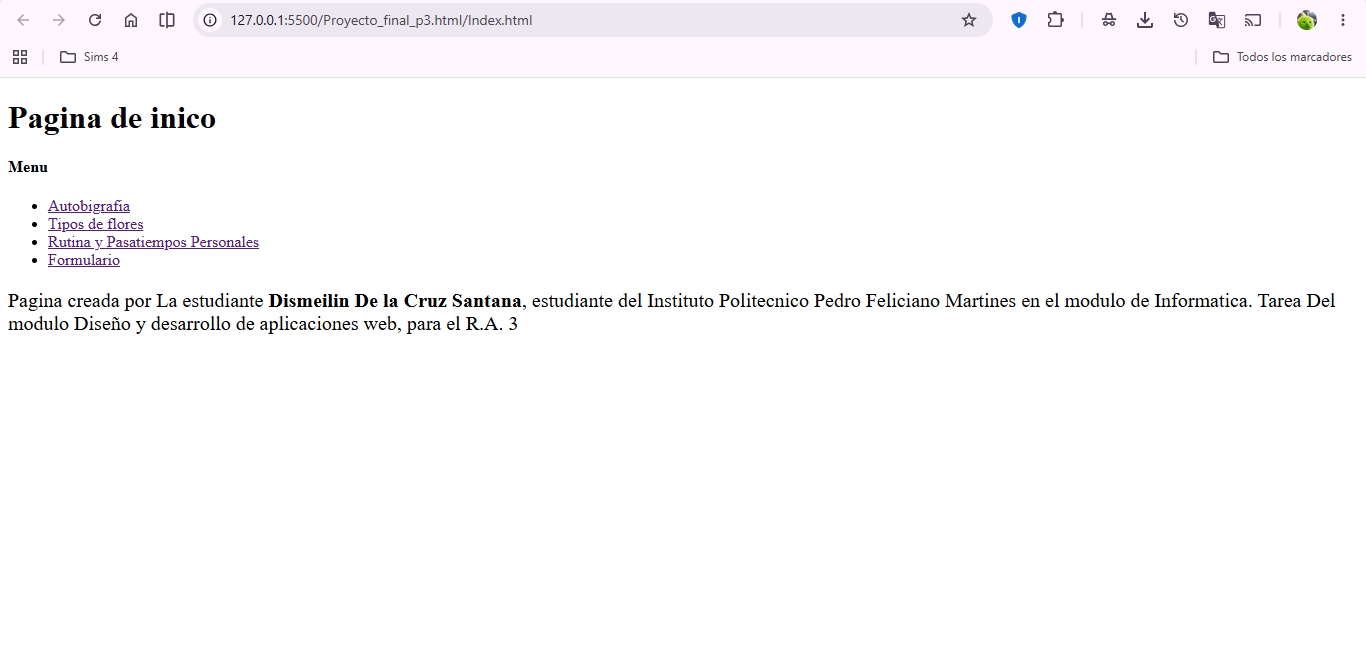 127.0.0.1:5500/Proyecto_final_p3.html/Index.html
Sims 4
Todos los marcadores
Pagina de inico
Menu
Autobigrafía
Tipos de flores
Rutina y Pasatiempos Personales
Formulario
Pagina creada por La estudiante Dismeilin De la Cruz Santana, estudiante del Instituto Politecnico Pedro Feliciano Martines en el modulo de Informatica. Tarea Del
modulo Diseño y desarrollo de aplicaciones web, para el R.A. 3